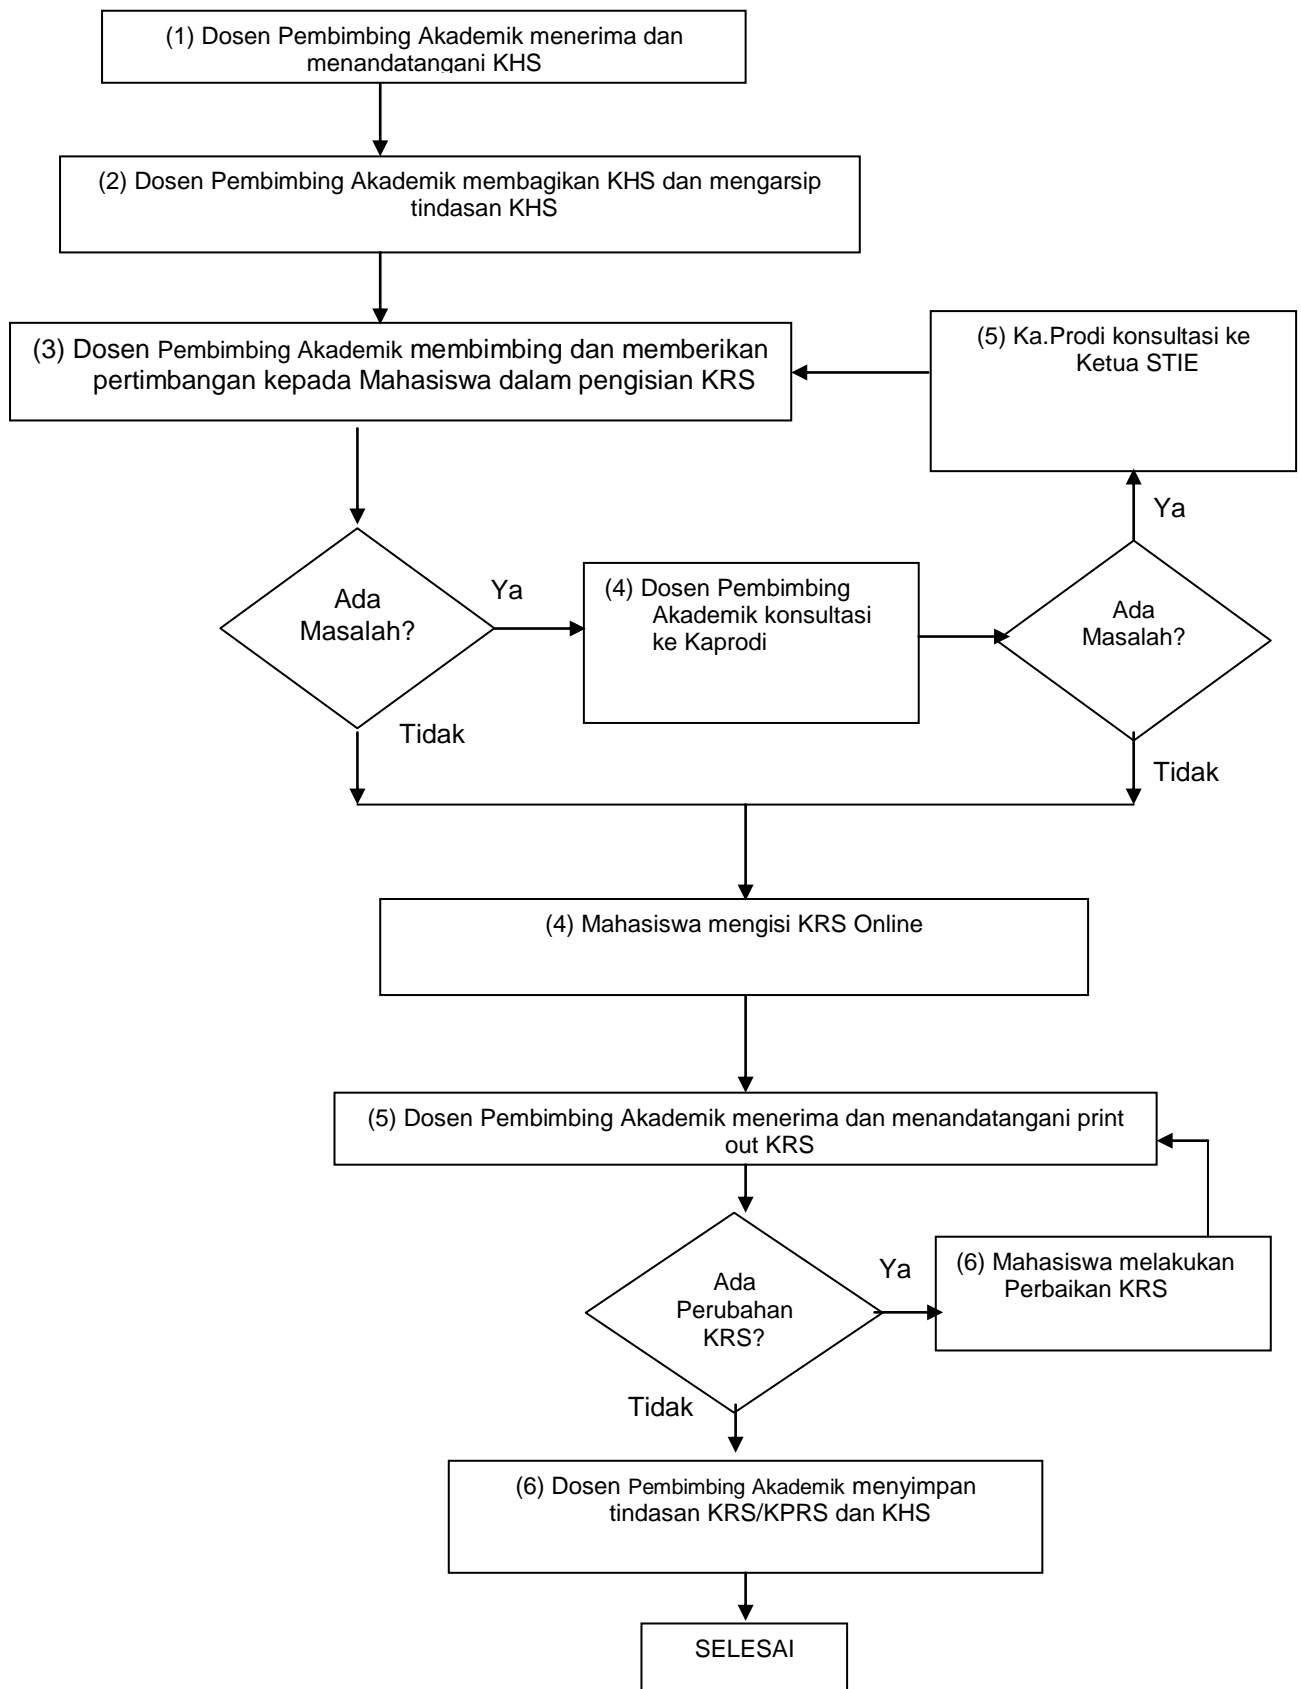 (1) Dosen Pembimbing Akademik menerima dan
menandatangani KHS
(2) Dosen Pembimbing Akademik membagikan KHS dan mengarsip
tindasan KHS
(3) Dosen Pembimbing Akademik membimbing dan memberikan
pertimbangan kepada Mahasiswa dalam pengisian KRS
(5) Ka.Prodi konsultasi ke
Ketua STIE
Ya
Ada
Masalah?
Ya
(4) Dosen Pembimbing
Akademik konsultasi
ke Kaprodi
Ada
Masalah?
Tidak
Tidak
(4) Mahasiswa mengisi KRS Online
(5) Dosen Pembimbing Akademik menerima dan menandatangani print
out KRS
Ada
Perubahan
KRS?
Ya
(6) Mahasiswa melakukan
Perbaikan KRS
Tidak
(6) Dosen Pembimbing Akademik menyimpan
tindasan KRS/KPRS dan KHS
SELESAI